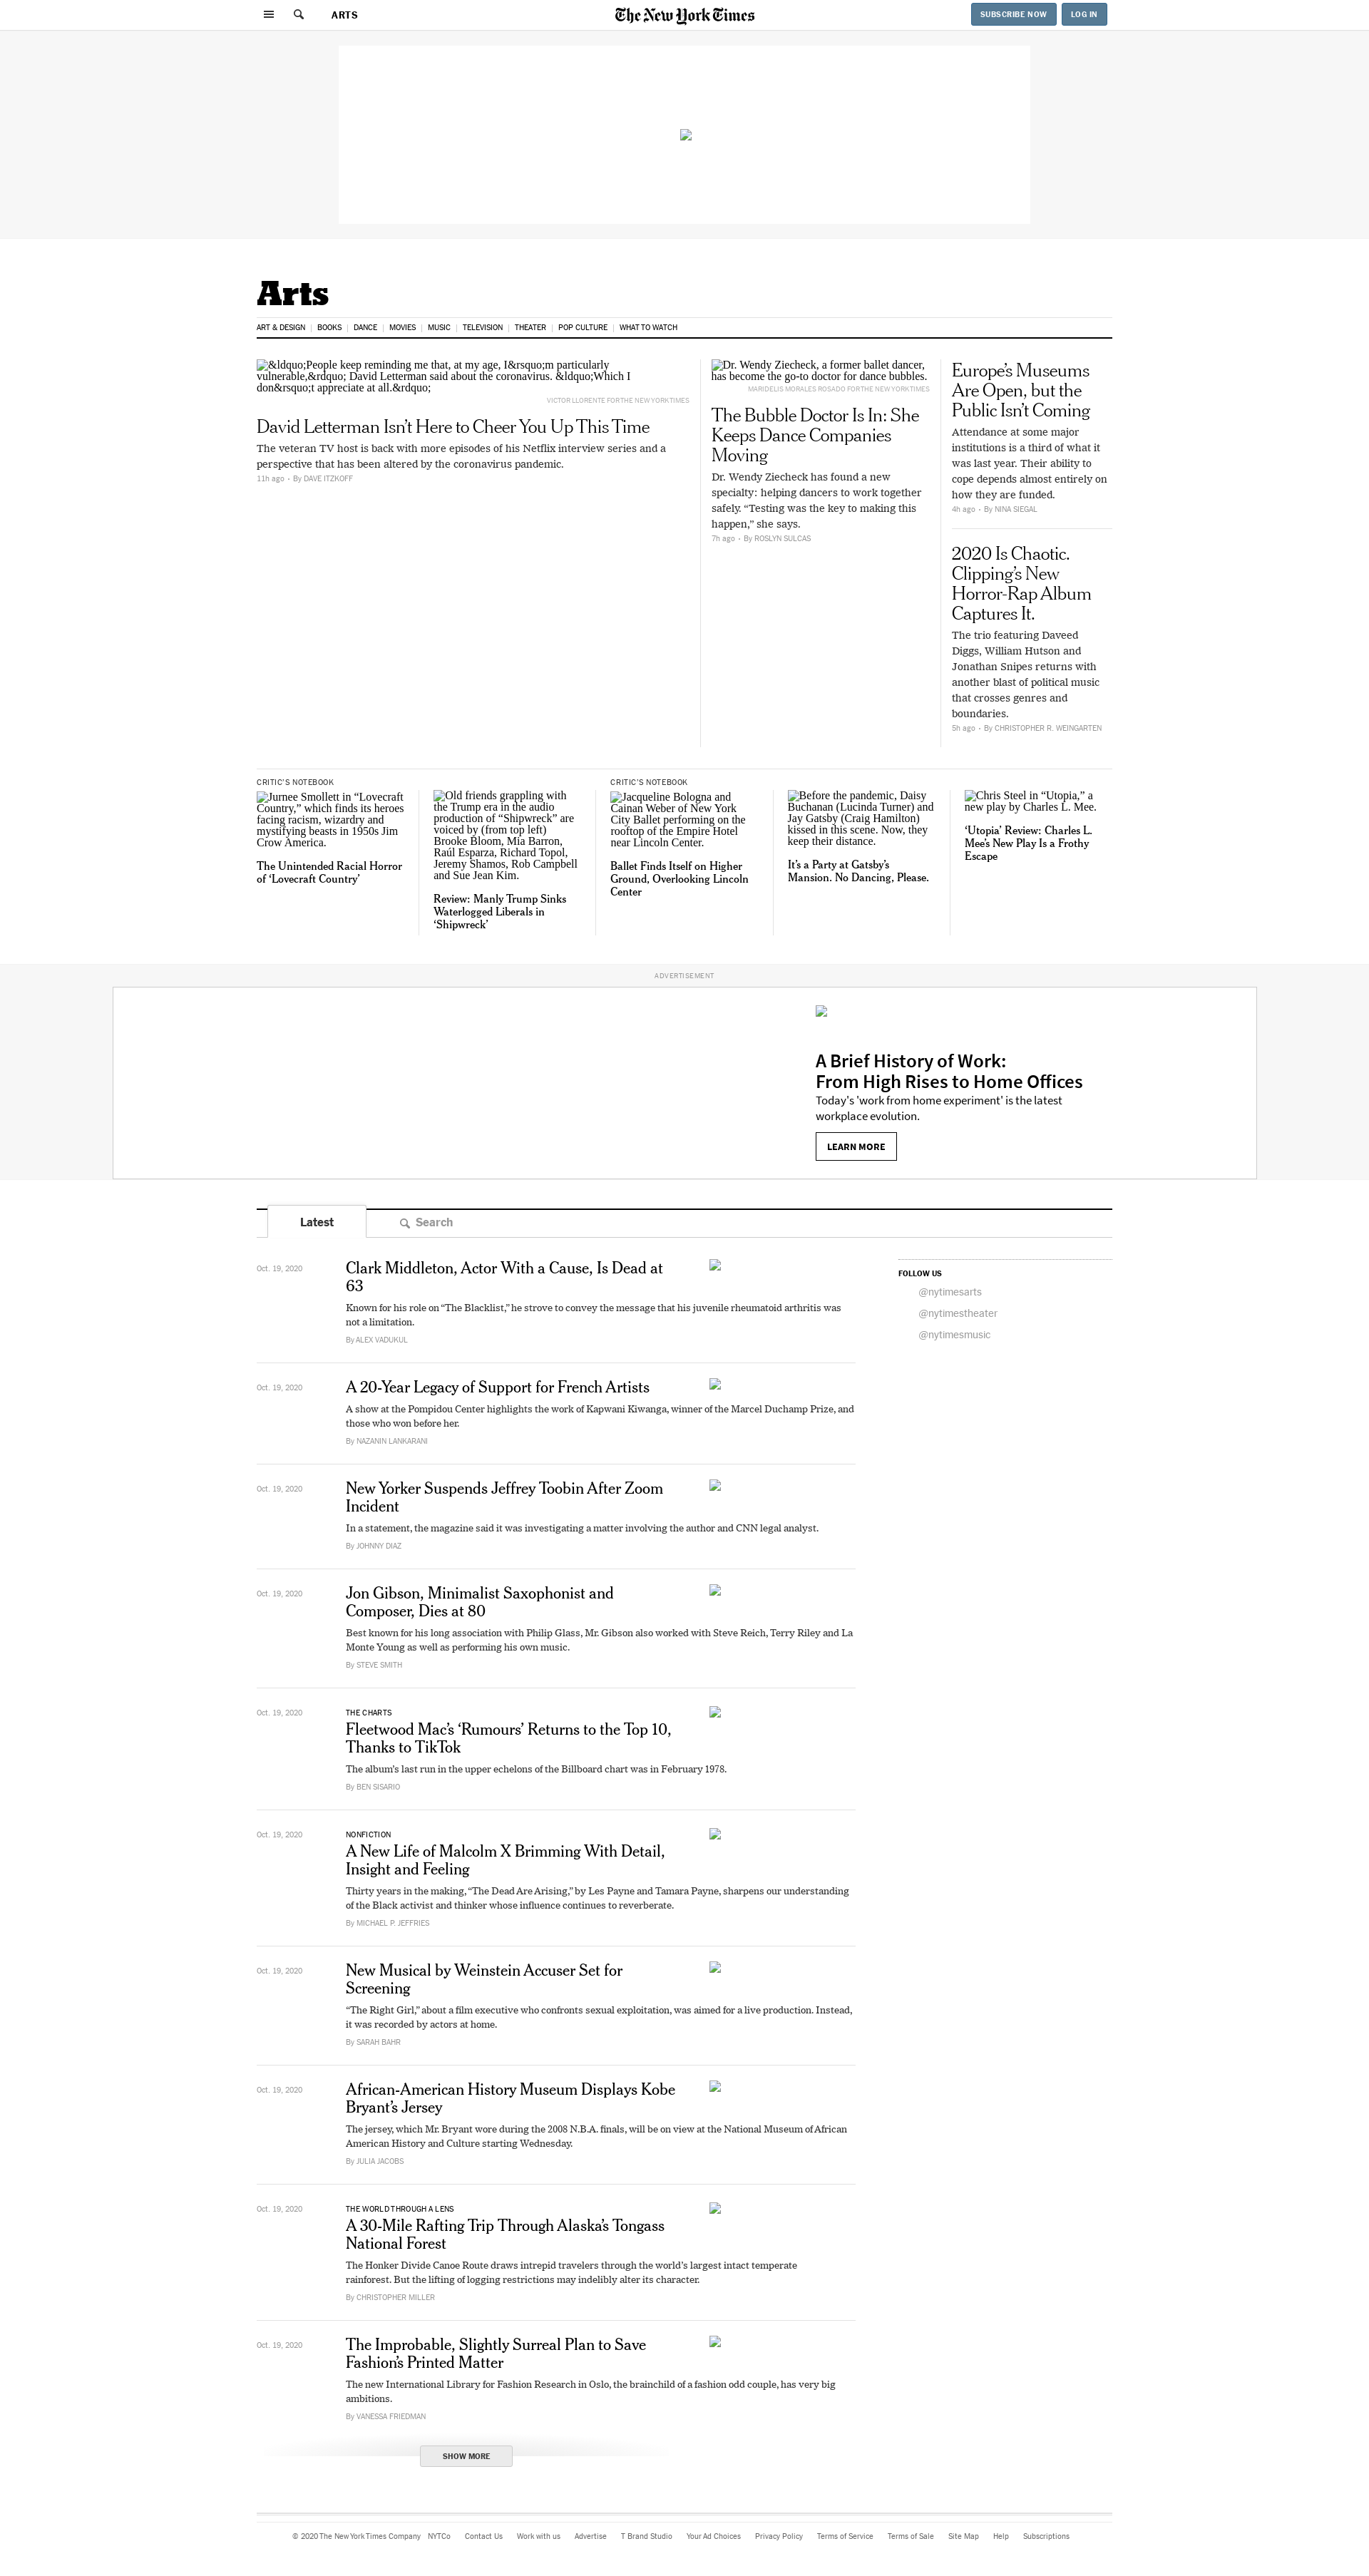 ARTS
The New York Times
SUBSCRIBE NOW
LOG IN
Arts
ART & DESIGN
BOOKS
DANCE
MOVIES
MUSIC
TELEVISION
THEATER
POP CULTURE
WHAT TO WATCH
&ldquo;People keep reminding me that, at my age, I&rsquo;m particularly
vulnerable,&rdquo; David Letterman said about the coronavirus. &ldquo;Which I
don&rsquo;t appreciate at all.&rdquo;
VICTOR LLORENTE FOR THE NEW YORK TIMES
David Letterman Isn’t Here to Cheer You Up This Time
The veteran TV host is back with more episodes of his Netflix interview series and a
perspective that has been altered by the coronavirus pandemic.
11h ago • By DAVE ITZKOFF
Dr. Wendy Ziecheck, a former ballet dancer,
has become the go-to doctor for dance bubbles.
MARIDELIS MORALES ROSADO FOR THE NEW YORK TIMES
The Bubble Doctor Is In: She
Keeps Dance Companies
Moving
Dr. Wendy Ziecheck has found a new
specialty: helping dancers to work together
safely. “Testing was the key to making this
happen,” she says.
7h ago • By ROSLYN SULCAS
Europe’s Museums
Are Open, but the
Public Isn’t Coming
Attendance at some major
institutions is a third of what it
was last year. Their ability to
cope depends almost entirely on
how they are funded.
4h ago • By NINA SIEGAL
2020 Is Chaotic.
Clipping’s New
Horror-Rap Album
Captures It.
The trio featuring Daveed
Diggs, William Hutson and
Jonathan Snipes returns with
another blast of political music
that crosses genres and
boundaries.
5h ago • By CHRISTOPHER R. WEINGARTEN
CRITIC’S NOTEBOOK
Jurnee Smollett in “Lovecraft
Country,” which finds its heroes
facing racism, wizardry and
mystifying beasts in 1950s Jim
Crow America.
The Unintended Racial Horror
of ‘Lovecraft Country’
Old friends grappling with
the Trump era in the audio
production of “Shipwreck” are
voiced by (from top left)
Brooke Bloom, Mia Barron,
Raúl Esparza, Richard Topol,
Jeremy Shamos, Rob Campbell
and Sue Jean Kim.
Review: Manly Trump Sinks
Waterlogged Liberals in
‘Shipwreck’
CRITIC’S NOTEBOOK
Jacqueline Bologna and
Cainan Weber of New York
City Ballet performing on the
rooftop of the Empire Hotel
near Lincoln Center.
Ballet Finds Itself on Higher
Ground, Overlooking Lincoln
Center
Before the pandemic, Daisy
Buchanan (Lucinda Turner) and
Jay Gatsby (Craig Hamilton)
kissed in this scene. Now, they
keep their distance.
It’s a Party at Gatsby’s
Mansion. No Dancing, Please.
Chris Steel in “Utopia,” a
new play by Charles L. Mee.
‘Utopia’ Review: Charles L.
Mee’s New Play Is a Frothy
Escape
ADVERTISEMENT
A Brief History of Work:
From High Rises to Home Offices
Today's 'work from home experiment' is the latest
workplace evolution.
LEARN MORE
Latest
Search
Oct. 19, 2020
Clark Middleton, Actor With a Cause, Is Dead at
63
Known for his role on “The Blacklist,” he strove to convey the message that his juvenile rheumatoid arthritis was
not a limitation.
By ALEX VADUKUL
FOLLOW US
@nytimesarts
@nytimestheater
@nytimesmusic
Oct. 19, 2020
A 20-Year Legacy of Support for French Artists
A show at the Pompidou Center highlights the work of Kapwani Kiwanga, winner of the Marcel Duchamp Prize, and
those who won before her.
By NAZANIN LANKARANI
Oct. 19, 2020
New Yorker Suspends Jeffrey Toobin After Zoom
Incident
In a statement, the magazine said it was investigating a matter involving the author and CNN legal analyst.
By JOHNNY DIAZ
Oct. 19, 2020
Jon Gibson, Minimalist Saxophonist and
Composer, Dies at 80
Best known for his long association with Philip Glass, Mr. Gibson also worked with Steve Reich, Terry Riley and La
Monte Young as well as performing his own music.
By STEVE SMITH
Oct. 19, 2020
THE CHARTS
Fleetwood Mac’s ‘Rumours’ Returns to the Top 10,
Thanks to TikTok
The album’s last run in the upper echelons of the Billboard chart was in February 1978.
By BEN SISARIO
Oct. 19, 2020
NONFICTION
A New Life of Malcolm X Brimming With Detail,
Insight and Feeling
Thirty years in the making, “The Dead Are Arising,” by Les Payne and Tamara Payne, sharpens our understanding
of the Black activist and thinker whose influence continues to reverberate.
By MICHAEL P. JEFFRIES
Oct. 19, 2020
New Musical by Weinstein Accuser Set for
Screening
“The Right Girl,” about a film executive who confronts sexual exploitation, was aimed for a live production. Instead,
it was recorded by actors at home.
By SARAH BAHR
Oct. 19, 2020
African-American History Museum Displays Kobe
Bryant’s Jersey
The jersey, which Mr. Bryant wore during the 2008 N.B.A. finals, will be on view at the National Museum of African
American History and Culture starting Wednesday.
By JULIA JACOBS
Oct. 19, 2020
THE WORLD THROUGH A LENS
A 30-Mile Rafting Trip Through Alaska’s Tongass
National Forest
The Honker Divide Canoe Route draws intrepid travelers through the world’s largest intact temperate
rainforest. But the lifting of logging restrictions may indelibly alter its character.
By CHRISTOPHER MILLER
Oct. 19, 2020
The Improbable, Slightly Surreal Plan to Save
Fashion’s Printed Matter
The new International Library for Fashion Research in Oslo, the brainchild of a fashion odd couple, has very big
ambitions.
By VANESSA FRIEDMAN
SHOW MORE
© 2020 The New York Times Company
NYTCo
Contact Us
Work with us
Advertise
T Brand Studio
Your Ad Choices
Privacy Policy
Terms of Service
Terms of Sale
Site Map
Help
Subscriptions